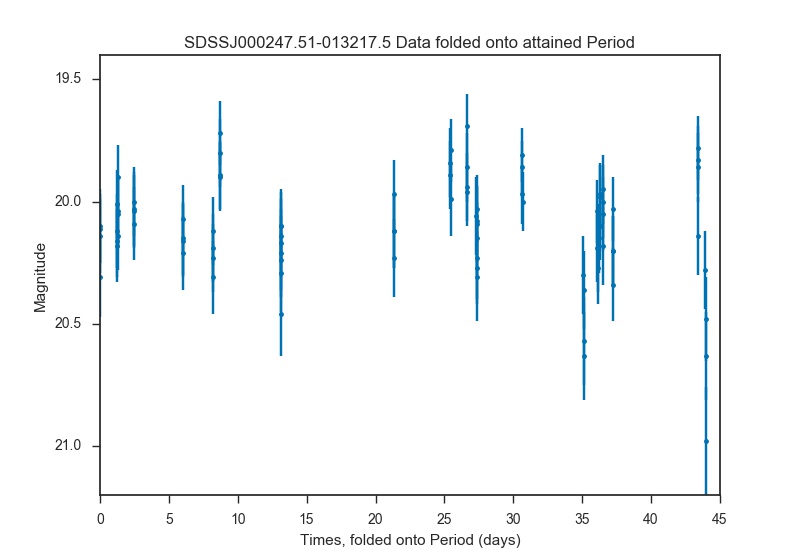 SDSSJ000247.51-013217.5 Data folded onto attained Period
19.5
20.0
20.5
21.0
Magnitude
0 5 10 15 20 25 30 35 40 45
Times, folded onto Period (days)